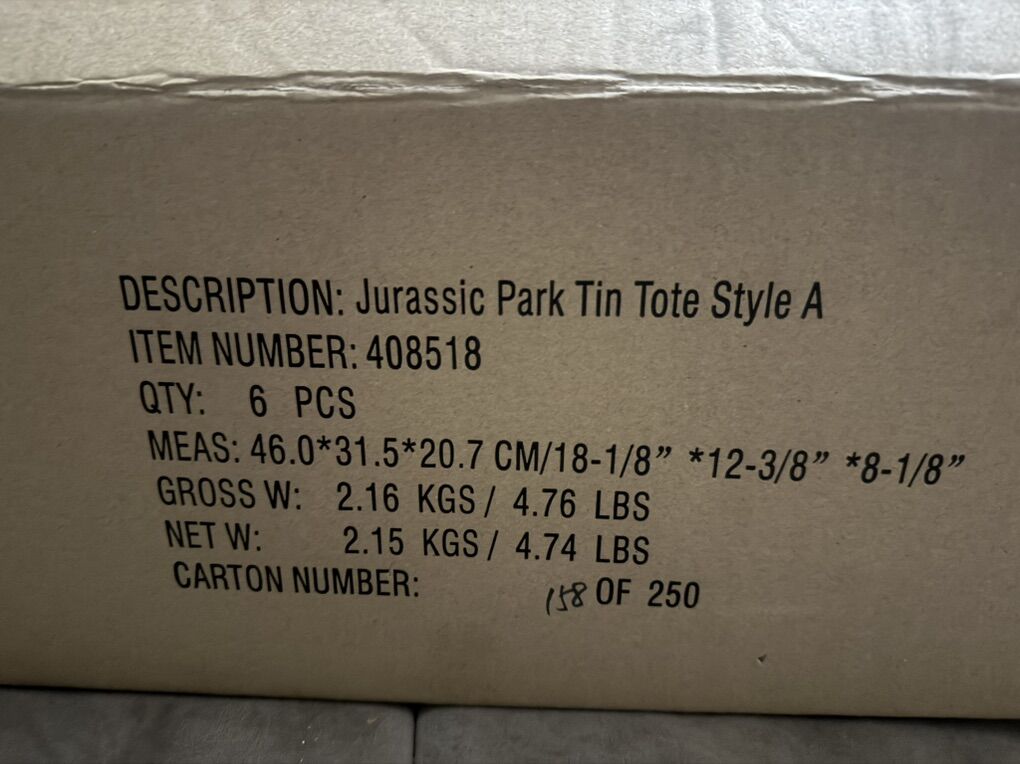 DESCRIPTION: Jurassic Park Tin Tote Style A
ITEM NUMBER: 408518
QTY: 6 PCS
MEAS: 46.0*31.5*20.7 CM/18-1/8” *12-3/8” *8-1/8”
GROSS W: 2.16 KGS / 4.76 LBS
NET W: 2.15 KGS / 4.74 LBS
CARTON NUMBER: 158 OF 250